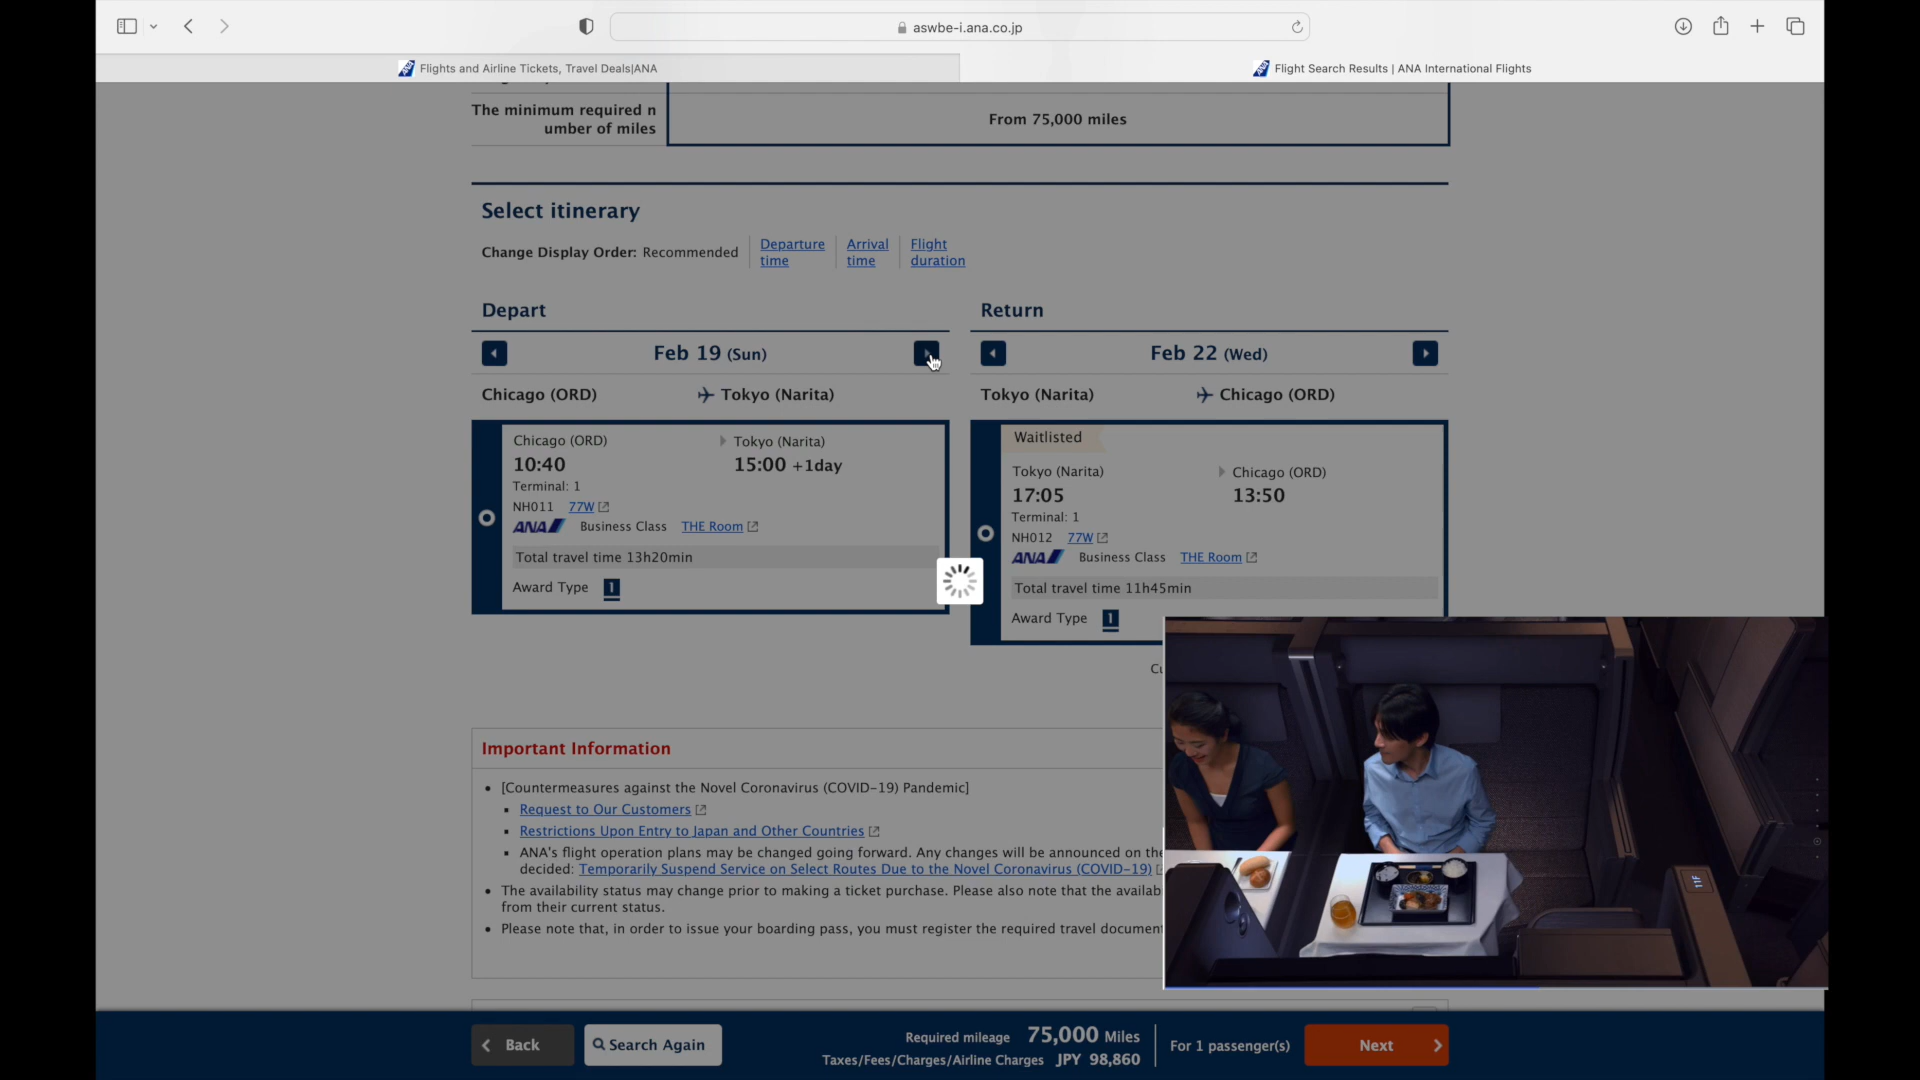 aswbe-i.ana.co.jp
Flights and Airline Tickets, Travel Deals|ANA
Flight Search Results | ANA International Flights
The minimum required n
umber of miles
From 75,000 miles
Select itinerary
Change Display Order: Recommended
Departure
time
Arrival
time
Flight
duration
Depart
Feb 19 (Sun)
Chicago (ORD)
Tokyo (Narita)
Chicago (ORD)
Tokyo (Narita)
10:40
15:00 +1day
Terminal: 1
NH011 77W
ANA Business Class THE Room
Total travel time 13h20min
Award Type 1
Return
Feb 22 (Wed)
Tokyo (Narita)
Chicago (ORD)
Waitlisted
Tokyo (Narita)
Chicago (ORD)
17:05
13:50
Terminal: 1
NH012 77W
ANA Business Class THE Room
Total travel time 11h45min
Award Type 1
Important Information
[Countermeasures against the Novel Coronavirus (COVID-19) Pandemic]
Request to Our Customers
Restrictions Upon Entry to Japan and Other Countries
ANA's flight operation plans may be changed going forward. Any changes will be announced on the
decided: Temporarily Suspend Service on Select Routes Due to the Novel Coronavirus (COVID-19)
The availability status may change prior to making a ticket purchase. Please also note that the availab
from their current status.
Please note that, in order to issue your boarding pass, you must register the required travel document
11F
Back
Search Again
Required mileage 75,000 Miles
Taxes/Fees/Charges/Airline Charges JPY 98,860
For 1 passenger(s)
Next